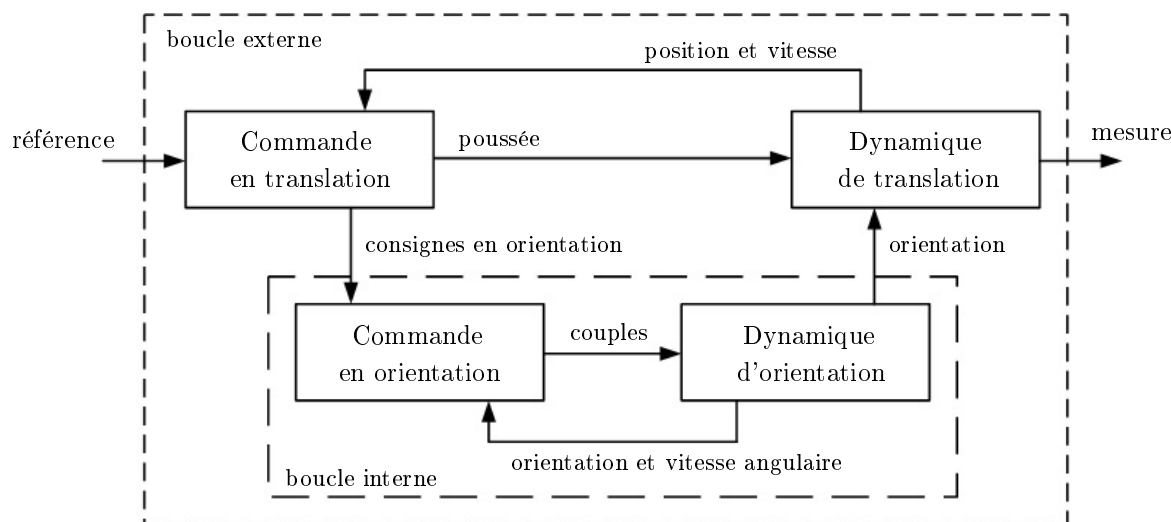 boucle externe
position et vitesse
référence
Commande
en translation
poussée
Dynamique
de translation
mesure
consignes en orientation
orientation
Commande
en orientation
couples
Dynamique
d'orientation
orientation et vitesse angulaire
boucle interne